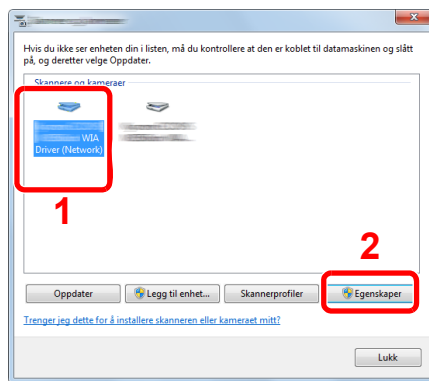 Hvis du ikke ser enheten din i listen, må du kontrollere at den er koblet til datamaskinen og slått
på, og deretter velge Oppdater.
Skannere og kameraer
WIA
Driver (Network)
1
2
Oppdater
Legg til enhet...
Skannerprofiler
Egenskaper
Trenger jeg dette for å installere skanneren eller kameraet mitt?
Lukk